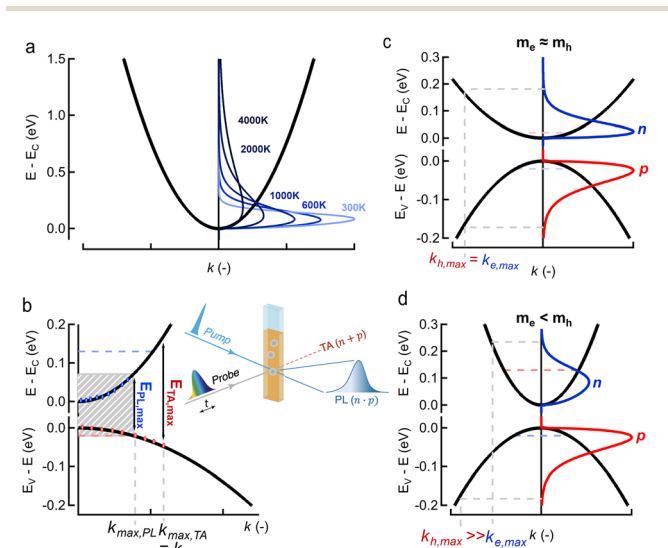 a
1.5
1.0
0.5
0.0
E - E_C (eV)
4000K
2000K
1000K
600K
300K
k (-)
b
0.2
0.1
0.0
E - E_C (eV)
0.0
-0.1
-0.2
E_V - E (eV)
E_PL,max
E_TA,max
k_max,PL k_max,TA
k (-)
Pump
Probe
t
TA (n + p)
PL (n · p)
c
m_e ≈ m_h
0.3
0.2
0.1
0.0
E - E_C (eV)
0.0
-0.1
-0.2
E_V - E (eV)
n
p
k_h,max = k_e,max
k (-)
d
m_e < m_h
0.3
0.2
0.1
0.0
E - E_C (eV)
0.0
-0.1
-0.2
E_V - E (eV)
n
p
k_h,max >> k_e,max
k (-)